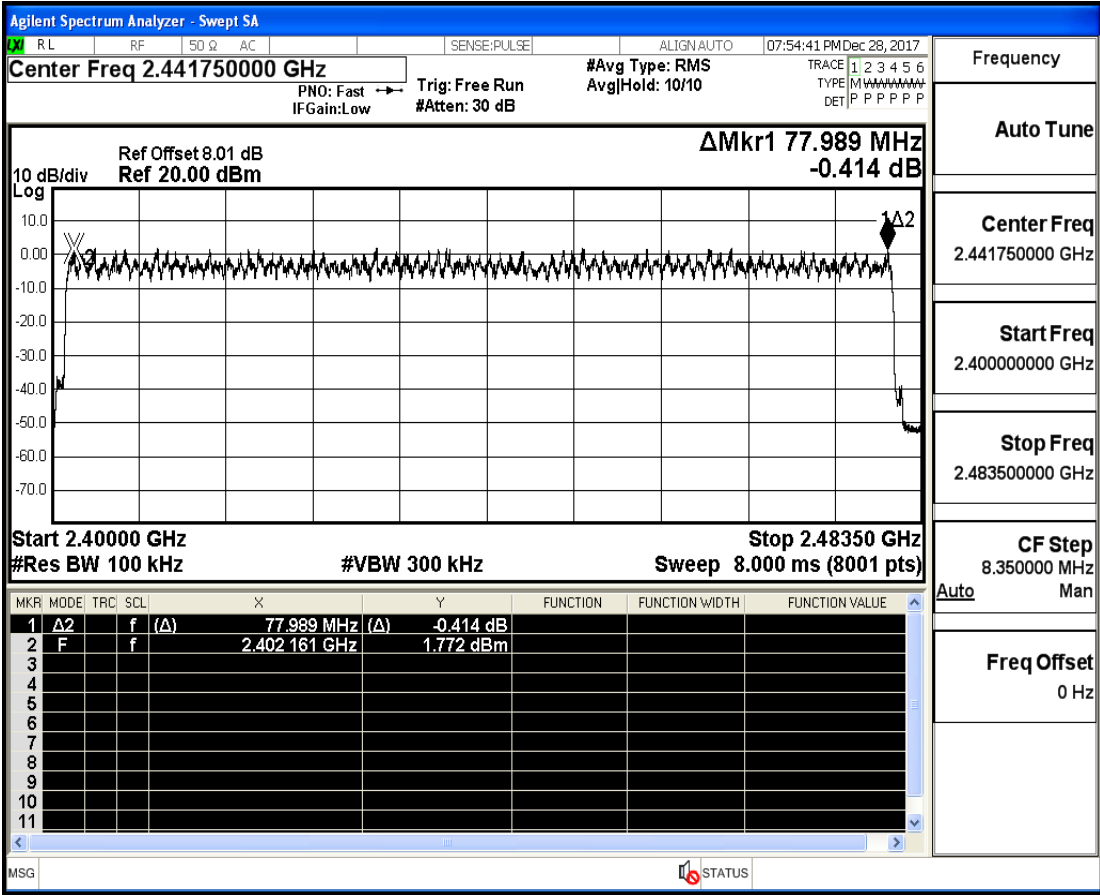 Agilent Spectrum Analyzer - Swept SA
LXI RL RF 50 Ω AC SENSE:PULSE ALIGN AUTO 07:54:41 PM Dec 28, 2017
Center Freq 2.441750000 GHz
PNO: Fast
IFGain:Low
Trig: Free Run
#Atten: 30 dB
#Avg Type: RMS
Avg|Hold: 10/10
TRACE 1 2 3 4 5 6
TYPE M WWWWW
DET P P P P P P
ΔMkr1 77.989 MHz
-0.414 dB
Ref Offset 8.01 dB
10 dB/div Ref 20.00 dBm
Log
10.0
0.00
-10.0
-20.0
-30.0
-40.0
-50.0
-60.0
-70.0
2
1Δ2
Start 2.40000 GHz Stop 2.48350 GHz
#Res BW 100 kHz #VBW 300 kHz Sweep 8.000 ms (8001 pts)
MKR MODE TRC SCL X Y FUNCTION FUNCTION WIDTH FUNCTION VALUE
1 Δ2 f (Δ) 77.989 MHz (Δ) -0.414 dB
2 F f 2.402 161 GHz 1.772 dBm
3
4
5
6
7
8
9
10
11
MSG STATUS
Frequency
Auto Tune
Center Freq
2.441750000 GHz
Start Freq
2.400000000 GHz
Stop Freq
2.483500000 GHz
CF Step
8.350000 MHz
Auto Man
Freq Offset
0 Hz